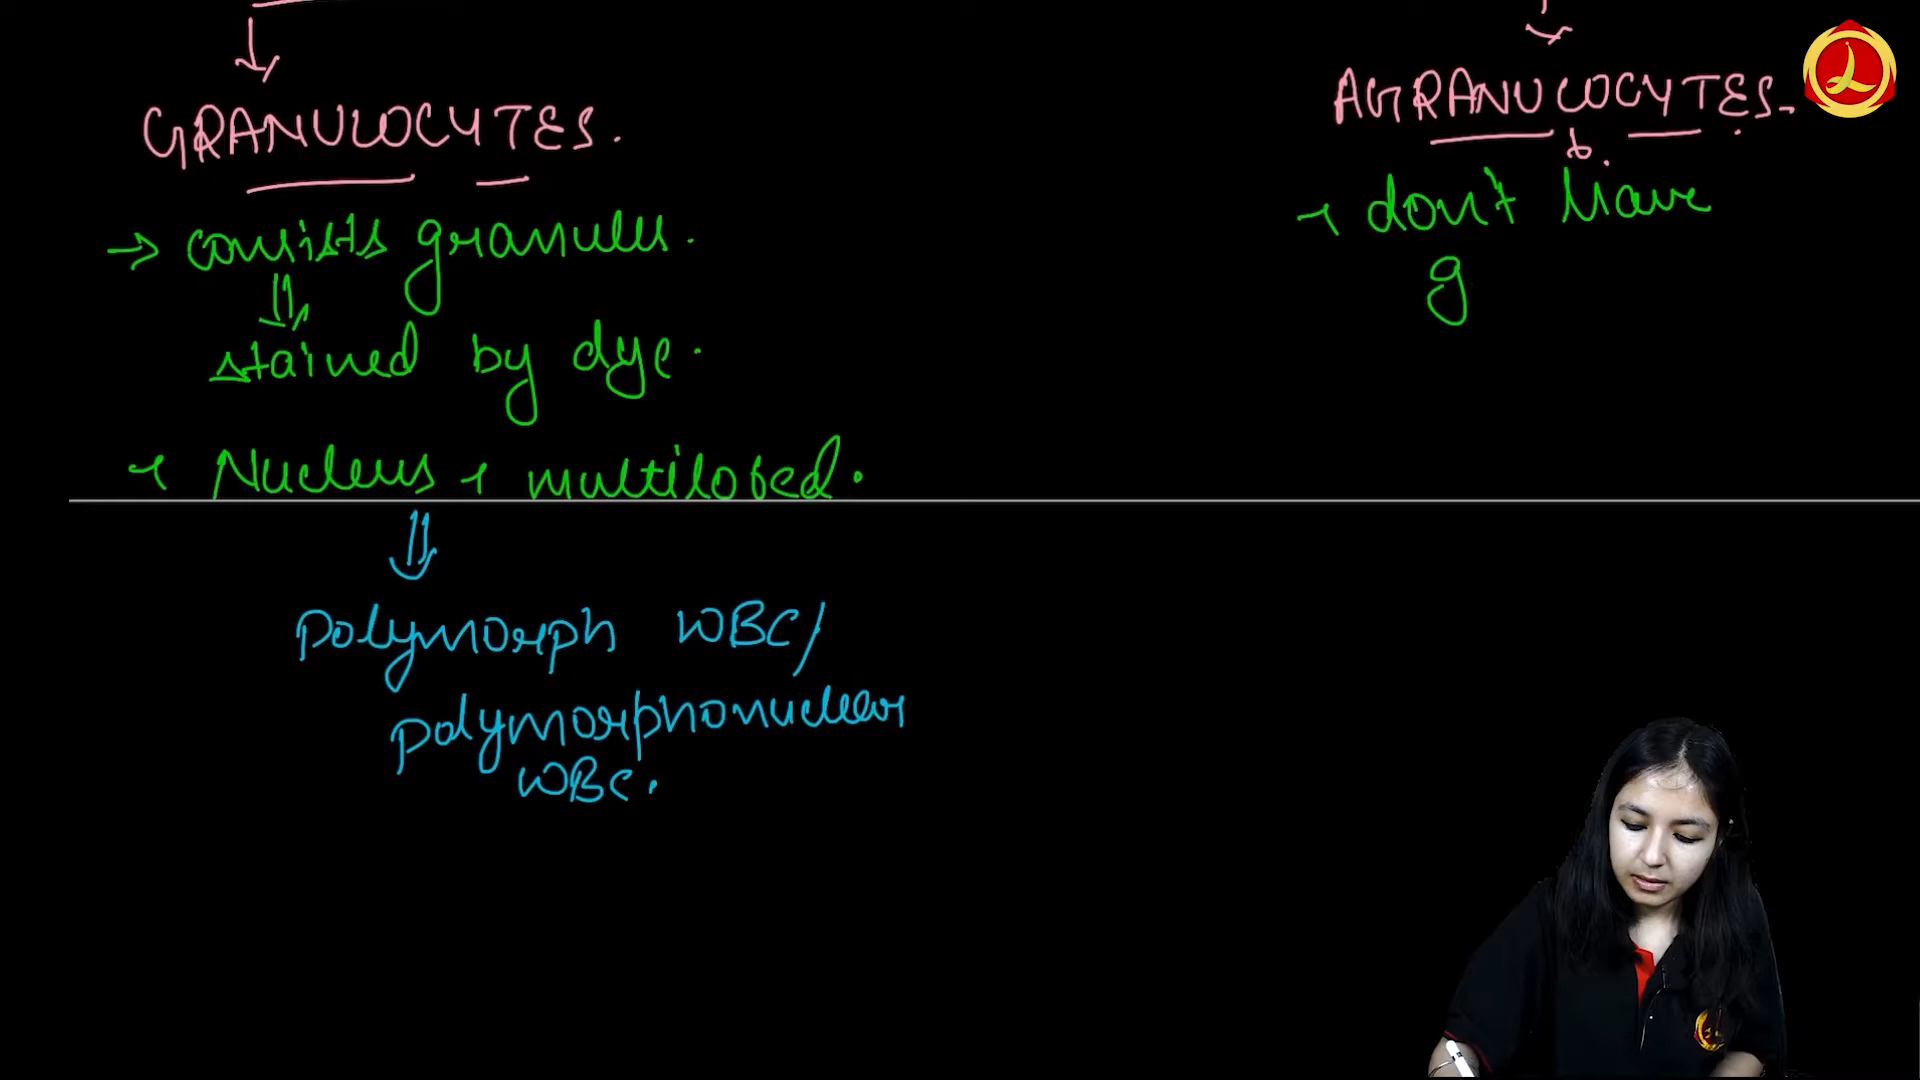 GRANULOCYTES.
→ consists granules.
stained by dye.
Nucleus → multilobed.
Polymorph WBC/
polymorphonuclear
WBC.
AGRANULOCYTES.
→ don't have
g